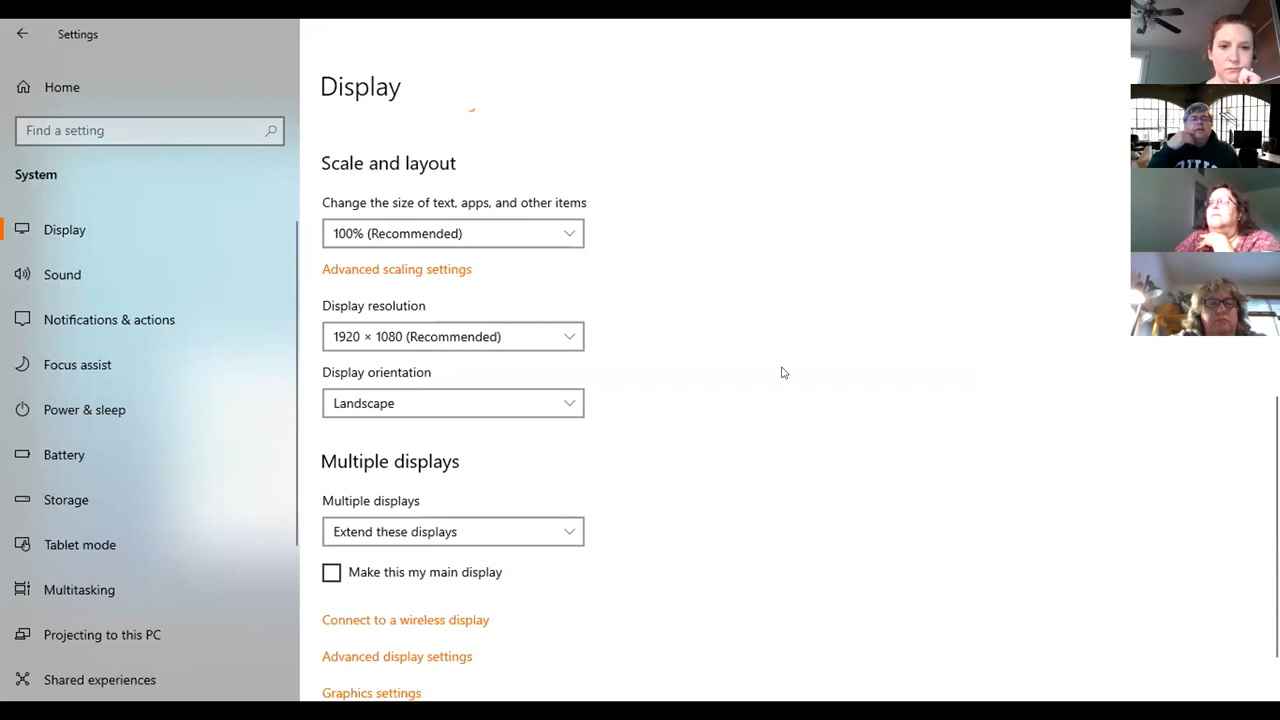 Settings
Home
Find a setting
System
Display
Sound
Notifications & actions
Focus assist
Power & sleep
Battery
Storage
Tablet mode
Multitasking
Projecting to this PC
Shared experiences
Display
Scale and layout
Change the size of text, apps, and other items
100% (Recommended)
Advanced scaling settings
Display resolution
1920 × 1080 (Recommended)
Display orientation
Landscape
Multiple displays
Multiple displays
Extend these displays
Make this my main display
Connect to a wireless display
Advanced display settings
Graphics settings